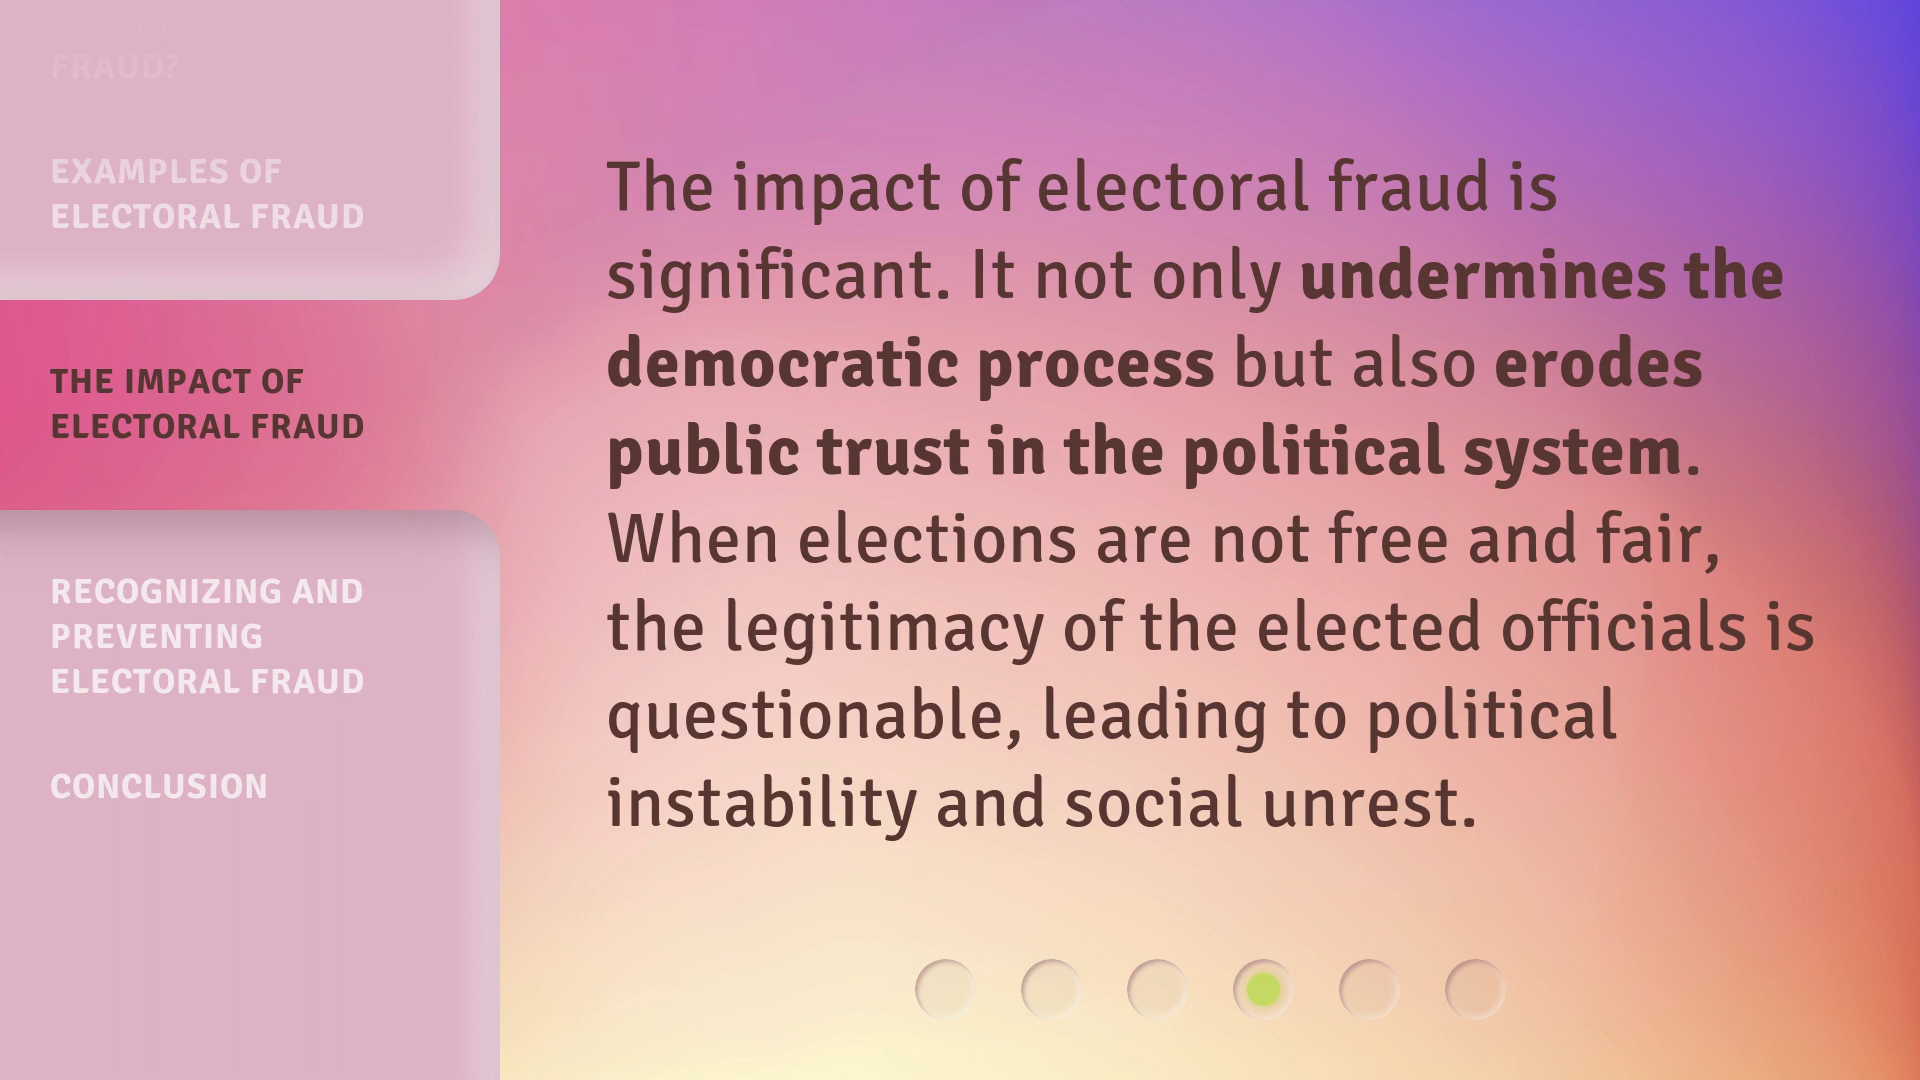 FRAUD?
EXAMPLES OF
ELECTORAL FRAUD
THE IMPACT OF
ELECTORAL FRAUD
RECOGNIZING AND
PREVENTING
ELECTORAL FRAUD
CONCLUSION
The impact of electoral fraud is
significant. It not only undermines the
democratic process but also erodes
public trust in the political system.
When elections are not free and fair,
the legitimacy of the elected officials is
questionable, leading to political
instability and social unrest.